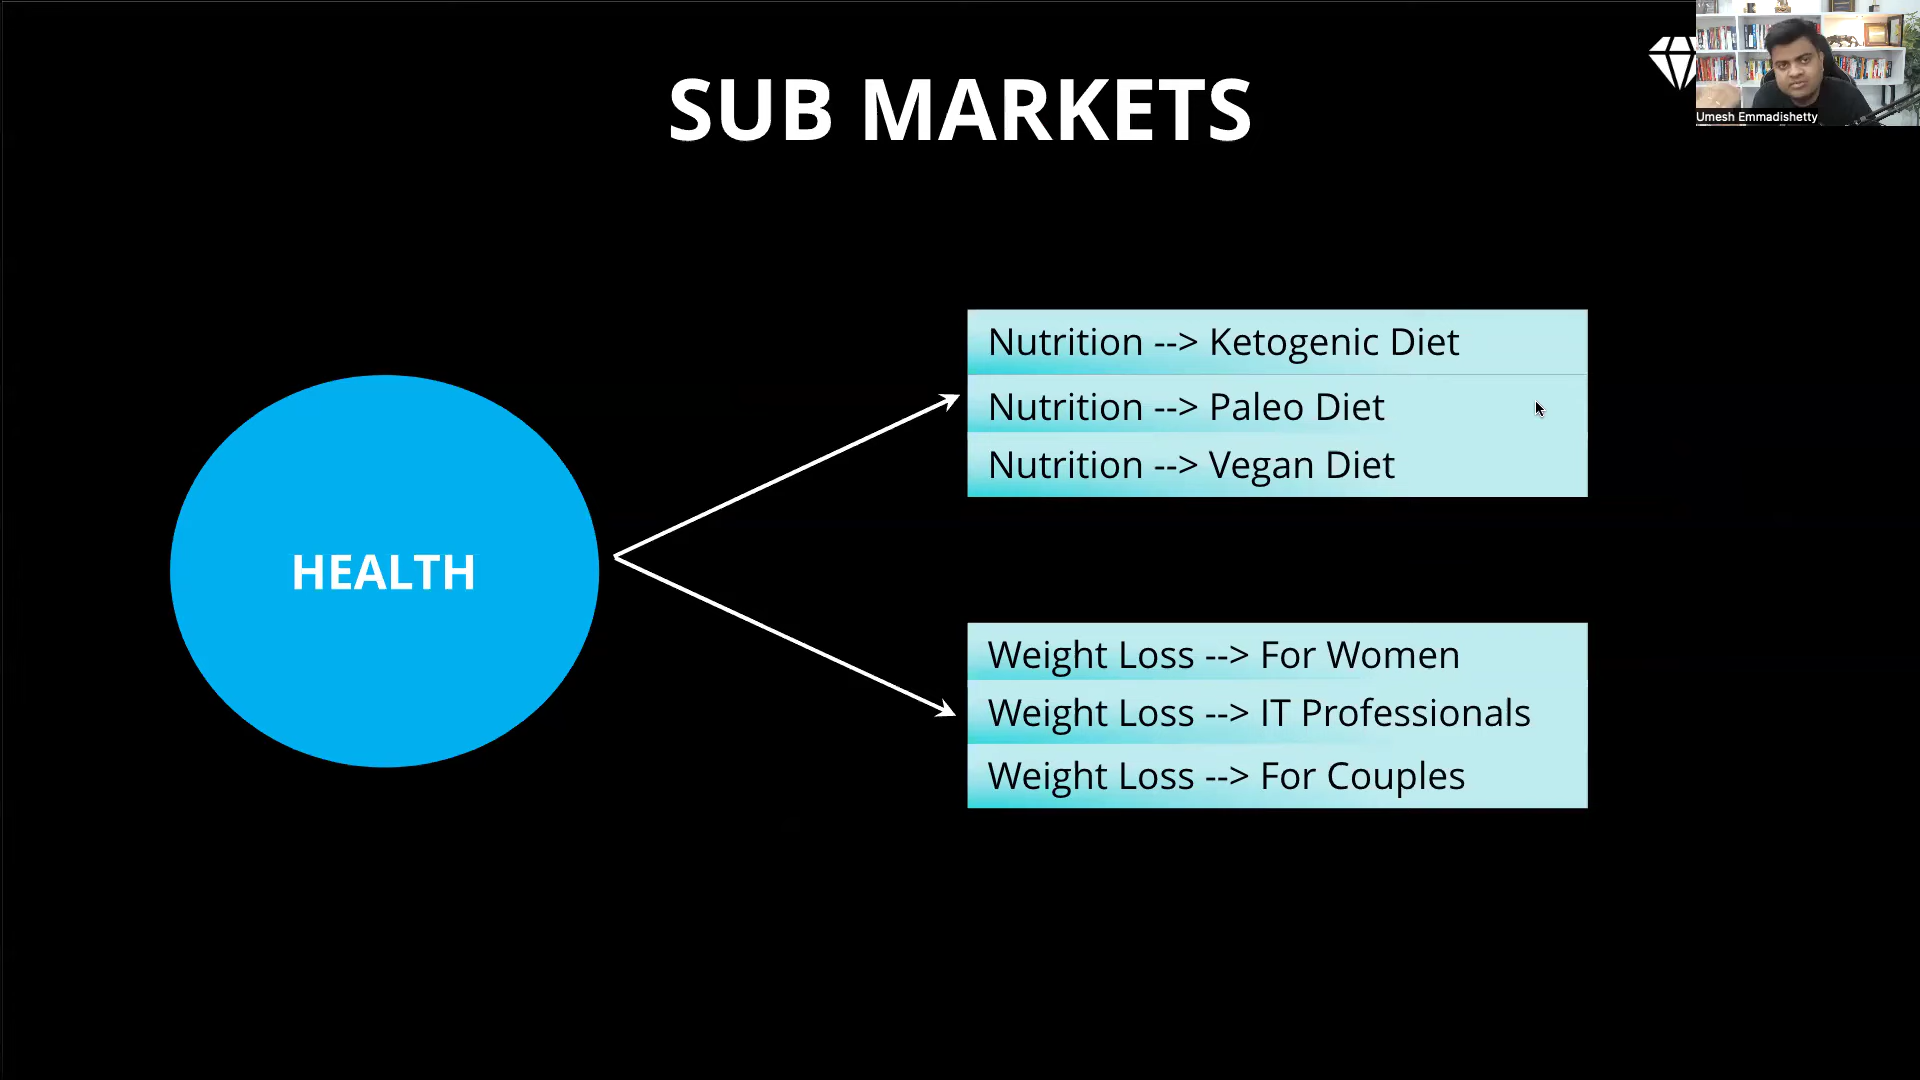 SUB MARKETS
Umesh Emmadishetty
Nutrition --> Ketogenic Diet
Nutrition --> Paleo Diet
Nutrition --> Vegan Diet
HEALTH
Weight Loss --> For Women
Weight Loss --> IT Professionals
Weight Loss --> For Couples